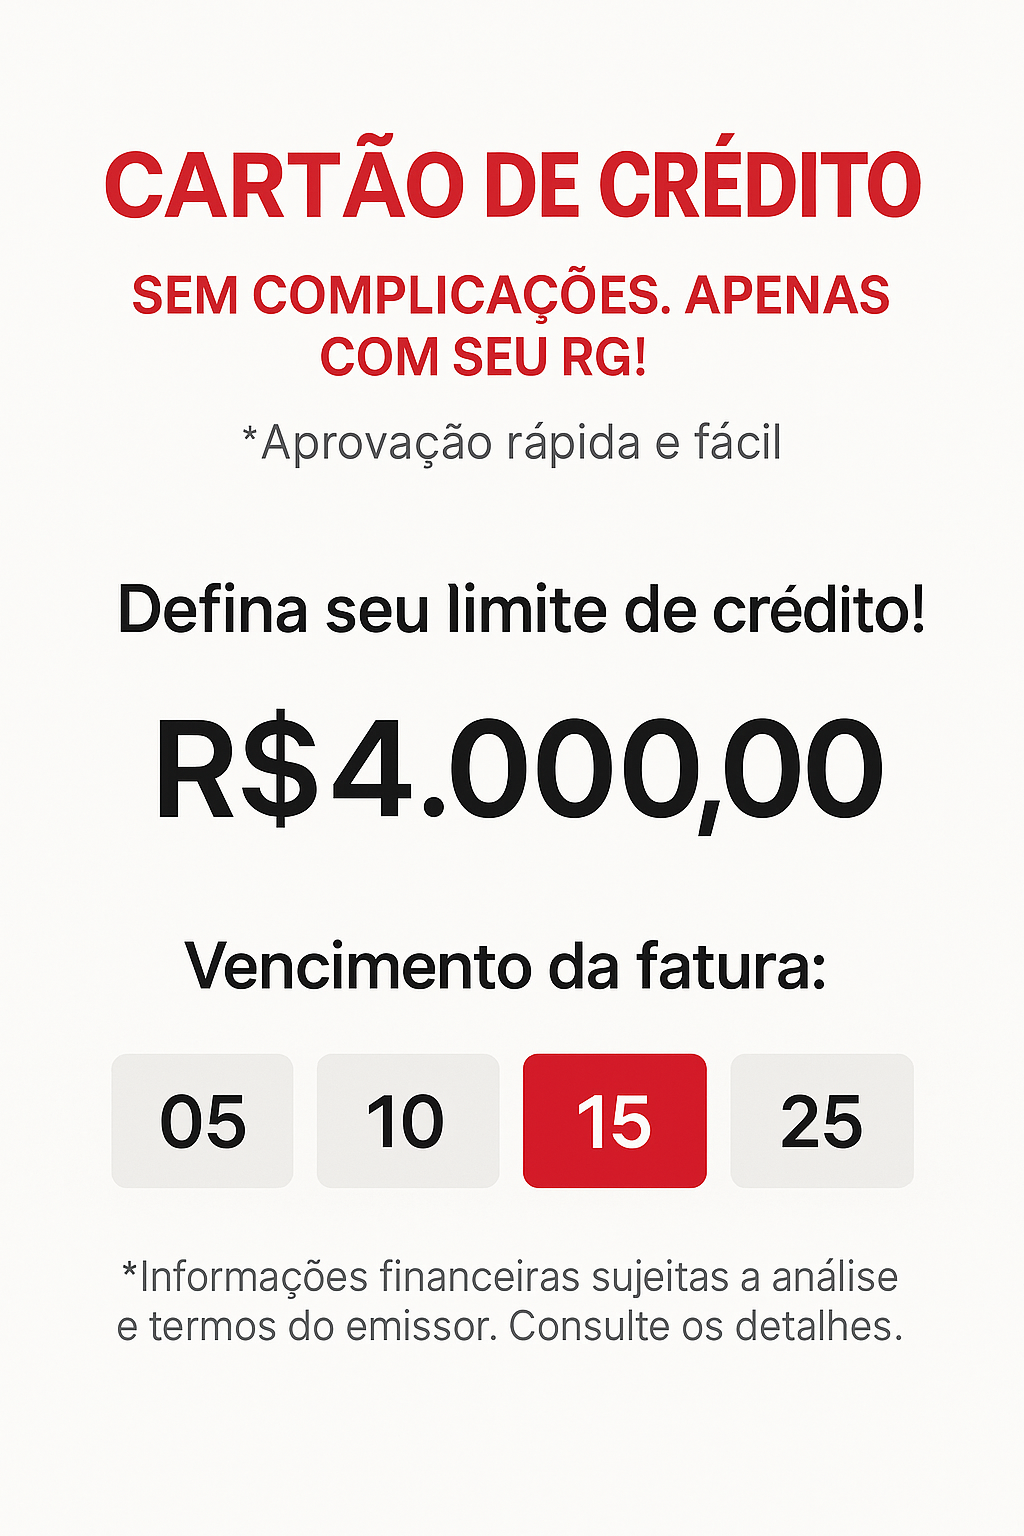 CARTÃO DE CRÉDITO
SEM COMPLICAÇÕES. APENAS
COM SEU RG!
*Aprovação rápida e fácil
Defina seu limite de crédito!
R$4.000,00
Vencimento da fatura:
05 10 15 25
*Informações financeiras sujeitas a análise
e termos do emissor. Consulte os detalhes.